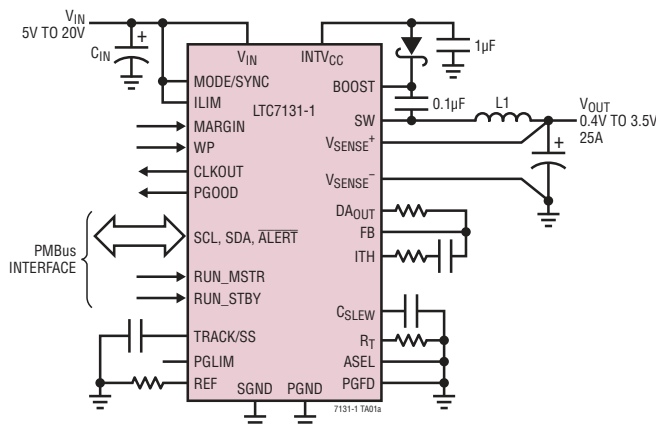 VIN
5V TO 20V
CIN
+
VIN
INTVCC
1µF
MODE/SYNC
ILIM
LTC7131-1
BOOST
0.1µF
SW
L1
VOUT
0.4V TO 3.5V
25A
+
MARGIN
WP
CLKOUT
PGOOD
VSENSE+
VSENSE–
DAOUT
FB
ITH
PMBus
INTERFACE
SCL, SDA, ALERT
RUN_MSTR
RUN_STBY
TRACK/SS
PGLIM
REF
CSLEW
RT
ASEL
PGFD
SGND
PGND
7131-1 TA01a